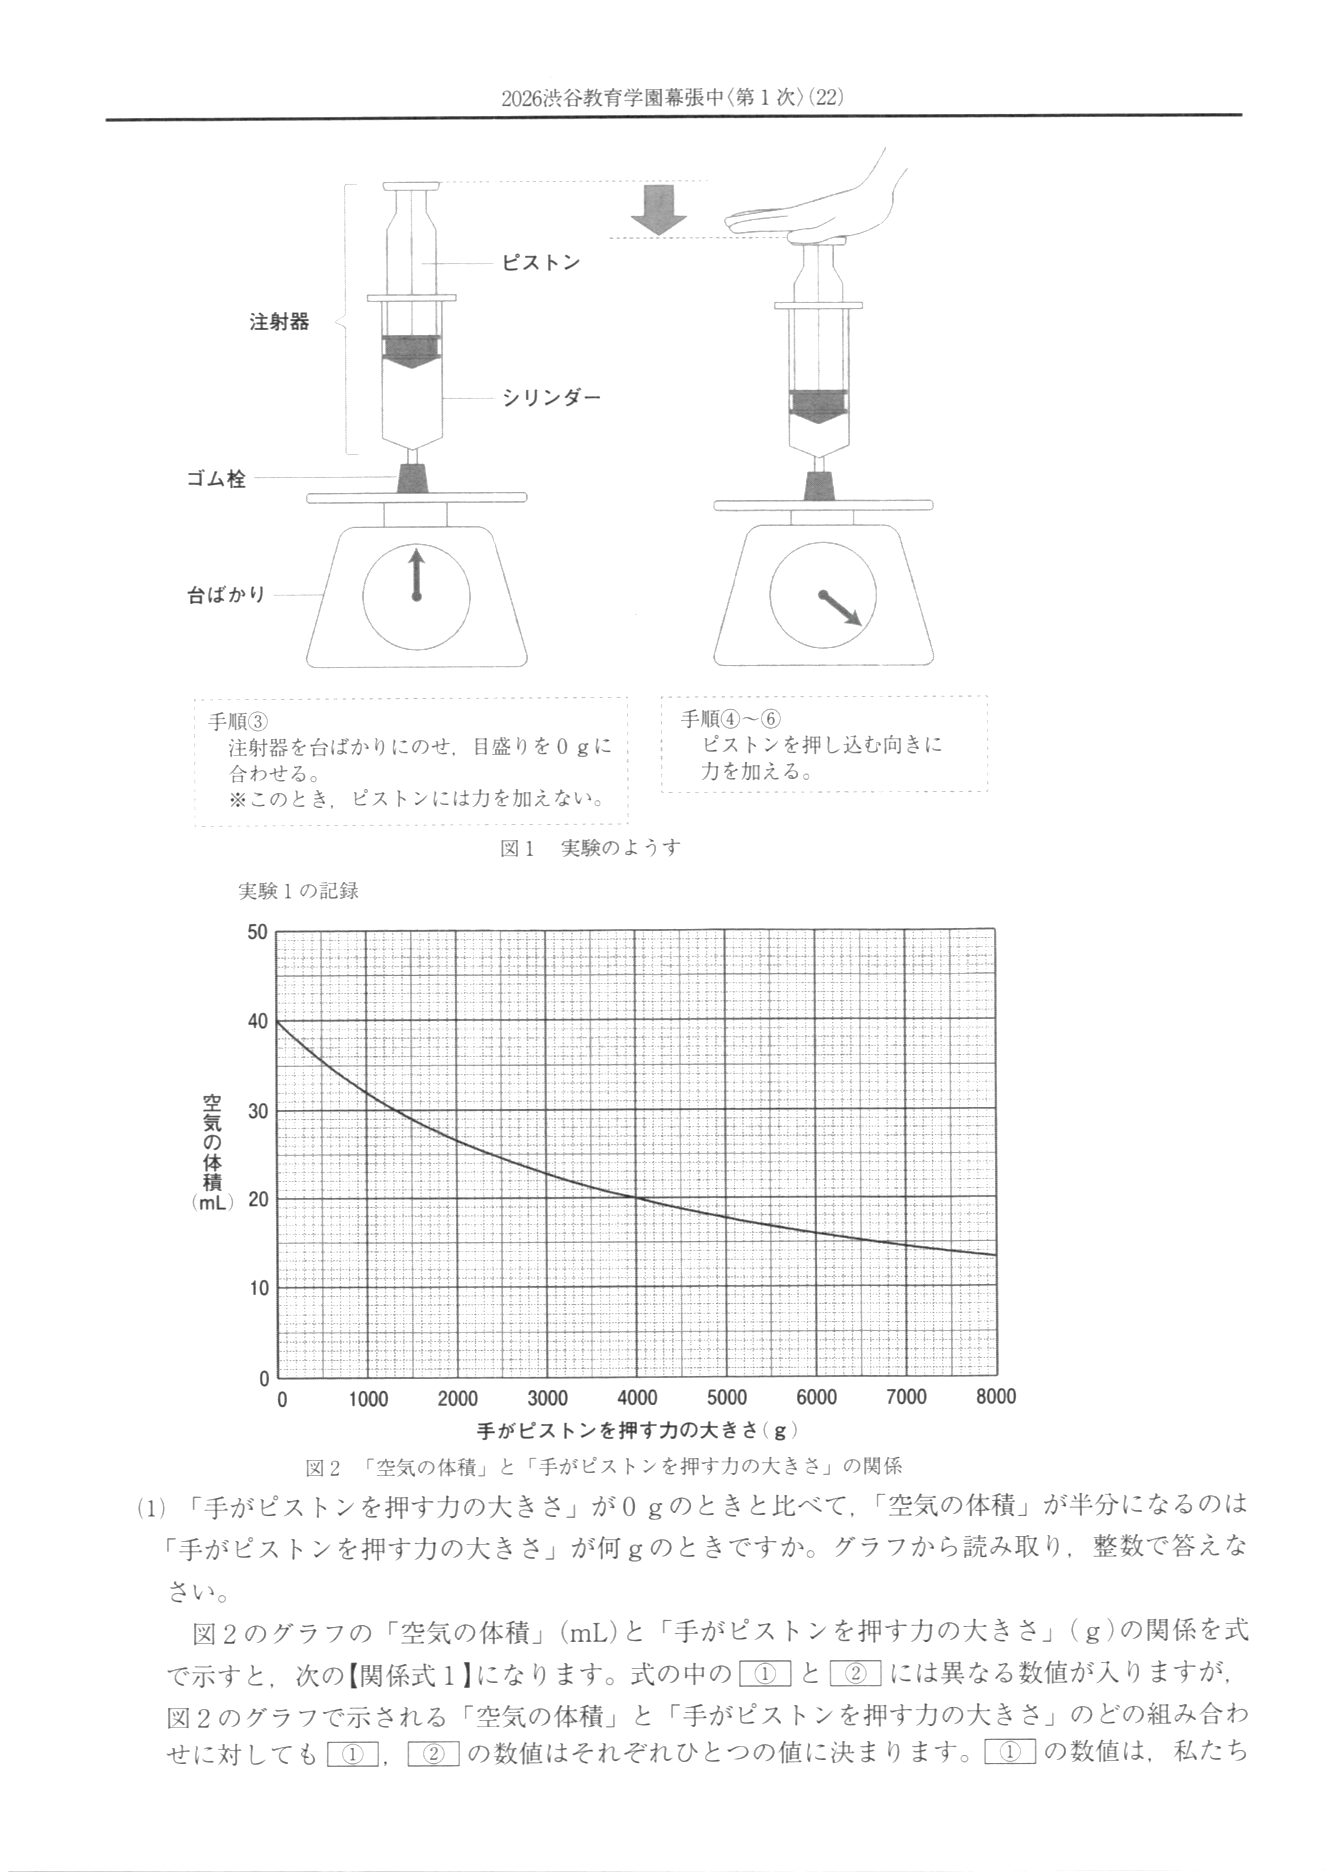 2026渋谷教育学園幕張中〈第1次〉(22)
ピストン
注射器
シリンダー
ゴム栓
台ばかり
手順③
注射器を台ばかりにのせ，目盛りを0gに
合わせる。
※このとき，ピストンには力を加えない。
手順④～⑥
ピストンを押し込む向きに
力を加える。
図1　実験のようす
実験1の記録
50
40
30
20
10
0
空気の体積(mL)
0 1000 2000 3000 4000 5000 6000 7000 8000
手がピストンを押す力の大きさ(g)
図2　「空気の体積」と「手がピストンを押す力の大きさ」の関係
(1) 「手がピストンを押す力の大きさ」が0gのときと比べて，「空気の体積」が半分になるのは
「手がピストンを押す力の大きさ」が何gのときですか。グラフから読み取り，整数で答えな
さい。
図2のグラフの「空気の体積」(mL)と「手がピストンを押す力の大きさ」(g)の関係を式
で示すと，次の【関係式1】になります。式の中の①と②には異なる数値が入りますが，
図2のグラフで示される「空気の体積」と「手がピストンを押す力の大きさ」のどの組み合わ
せに対しても①，②の数値はそれぞれひとつの値に決まります。①の数値は，私たち